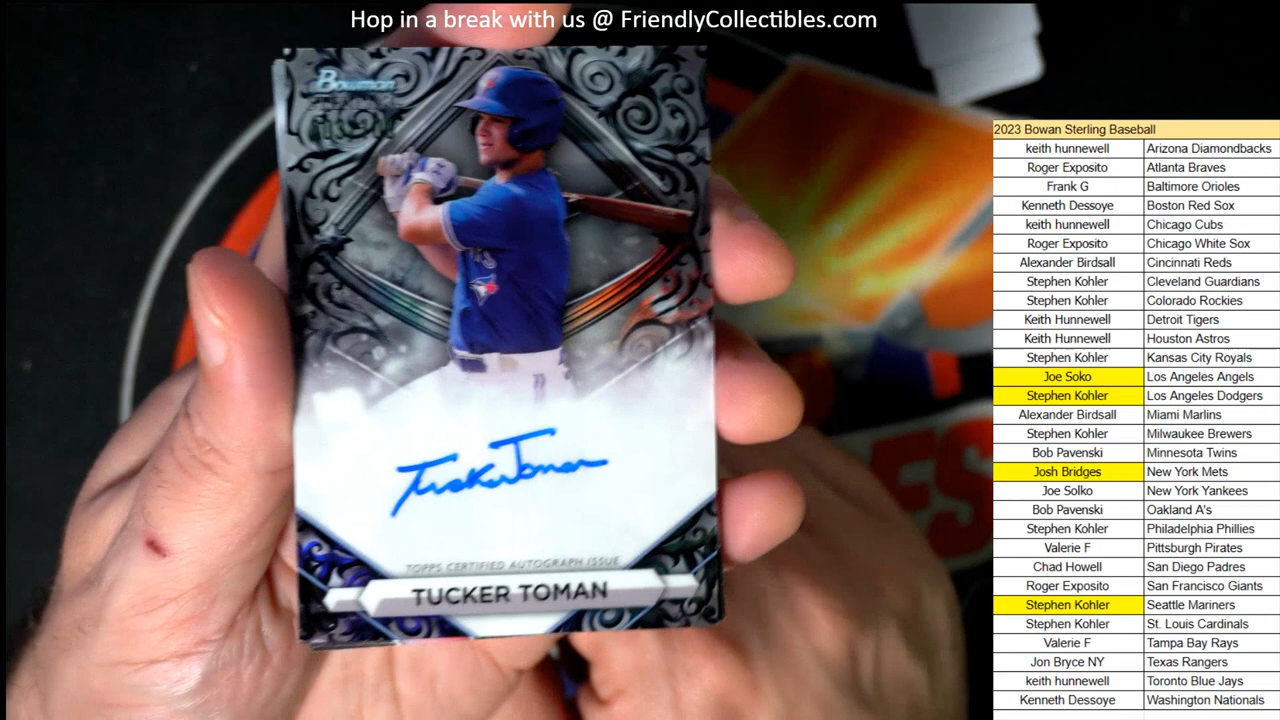 Hop in a break with us @ FriendlyCollectibles.com
Bowman
Tucker Toman
TOPPS CERTIFIED AUTOGRAPH ISSUE
TUCKER TOMAN
ES
2023 Bowan Sterling Baseball
keith hunnewell Arizona Diamondbacks
Roger Exposito Atlanta Braves
Frank G Baltimore Orioles
Kenneth Dessoye Boston Red Sox
keith hunnewell Chicago Cubs
Roger Exposito Chicago White Sox
Alexander Birdsall Cincinnati Reds
Stephen Kohler Cleveland Guardians
Stephen Kohler Colorado Rockies
Keith Hunnewell Detroit Tigers
Keith Hunnewell Houston Astros
Stephen Kohler Kansas City Royals
Joe Soko Los Angeles Angels
Stephen Kohler Los Angeles Dodgers
Alexander Birdsall Miami Marlins
Stephen Kohler Milwaukee Brewers
Bob Pavenski Minnesota Twins
Josh Bridges New York Mets
Joe Solko New York Yankees
Bob Pavenski Oakland A's
Stephen Kohler Philadelphia Phillies
Valerie F Pittsburgh Pirates
Chad Howell San Diego Padres
Roger Exposito San Francisco Giants
Stephen Kohler Seattle Mariners
Stephen Kohler St. Louis Cardinals
Valerie F Tampa Bay Rays
Jon Bryce NY Texas Rangers
keith hunnewell Toronto Blue Jays
Kenneth Dessoye Washington Nationals